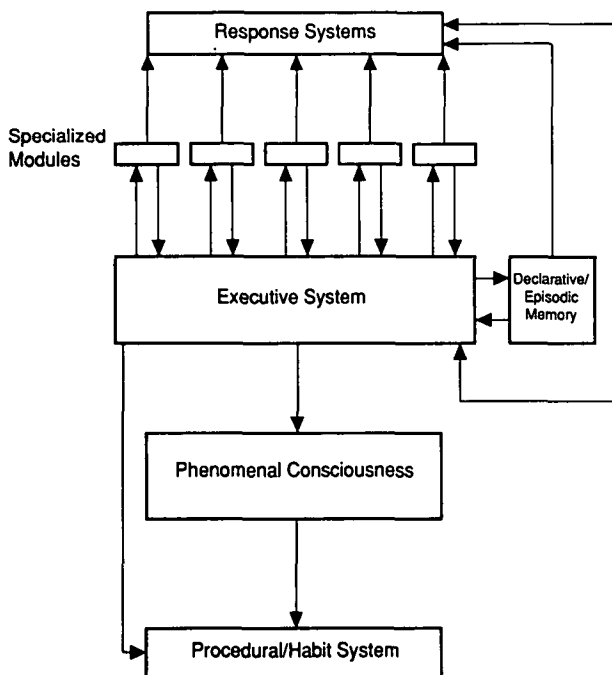 Response Systems
Specialized
Modules
Executive System
Declarative/
Episodic
Memory
Phenomenal Consciousness
Procedural/Habit System